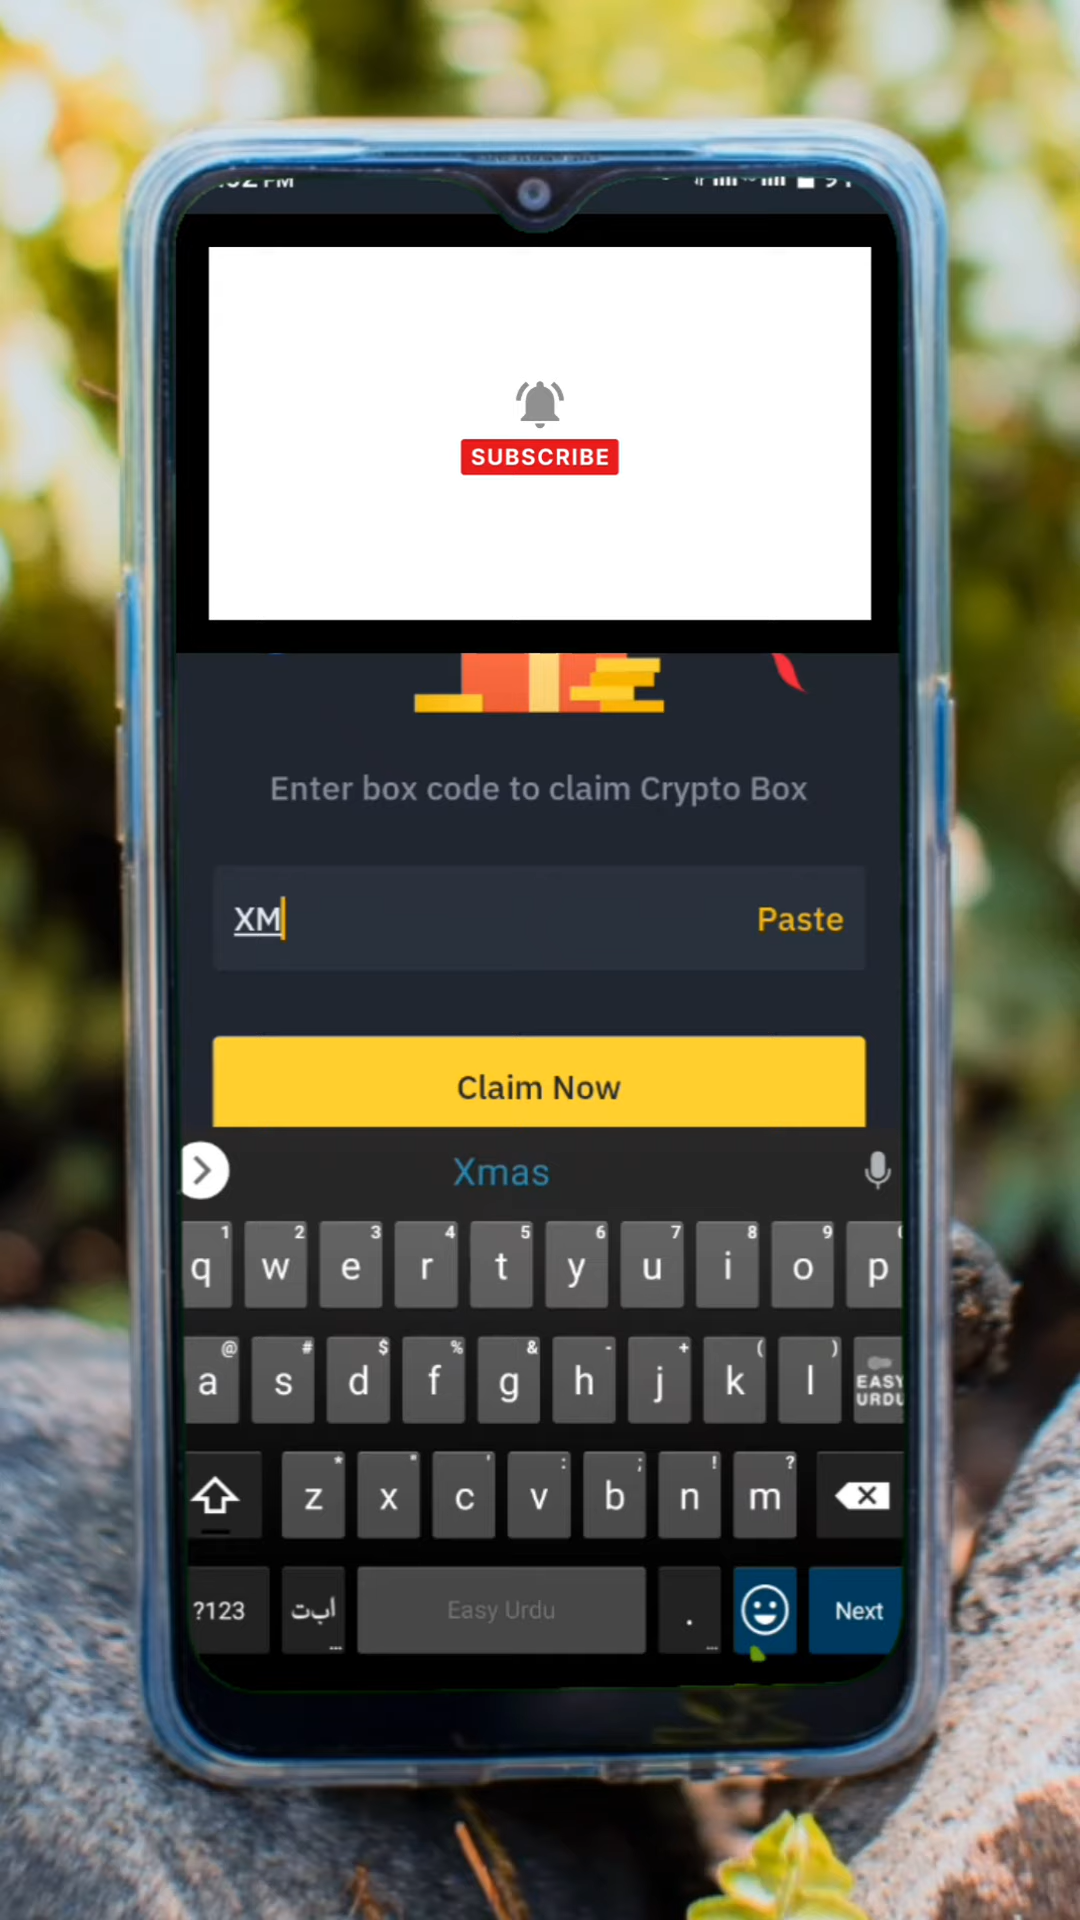 PM
SUBSCRIBE
Enter box code to claim Crypto Box
XM
Paste
Claim Now
Xmas
1 2 3 4 5 6 7 8 9
q w e r t y u i o p
@ # $ % & - + ( )
a s d f g h j k l
EASY
URDU
* " ' : ; ! ?
z x c v b n m
?123
ا ب ت
Easy Urdu
.
Next